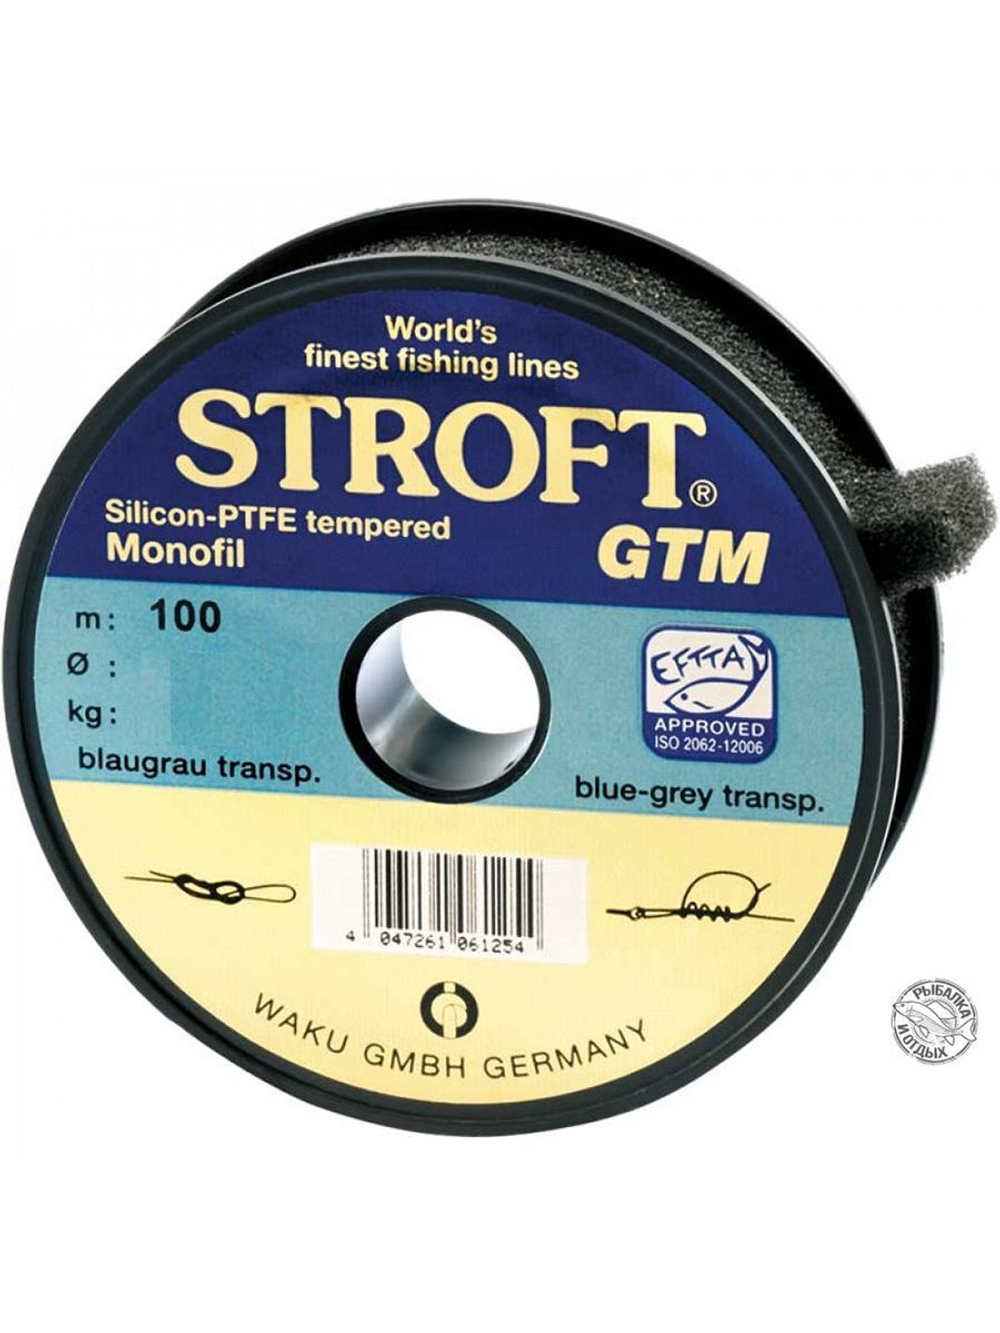 World's
finest fishing lines
STROFT®
Silicon-PTFE tempered
Monofil
GTM
m: 100
Ø :
kg:
blaugrau transp.
EFTTA
APPROVED
ISO 2062-12006
blue-grey transp.
4 047261 061254
WAKU GMBH GERMANY
РЫБАЛКА
И ОТДЫХ